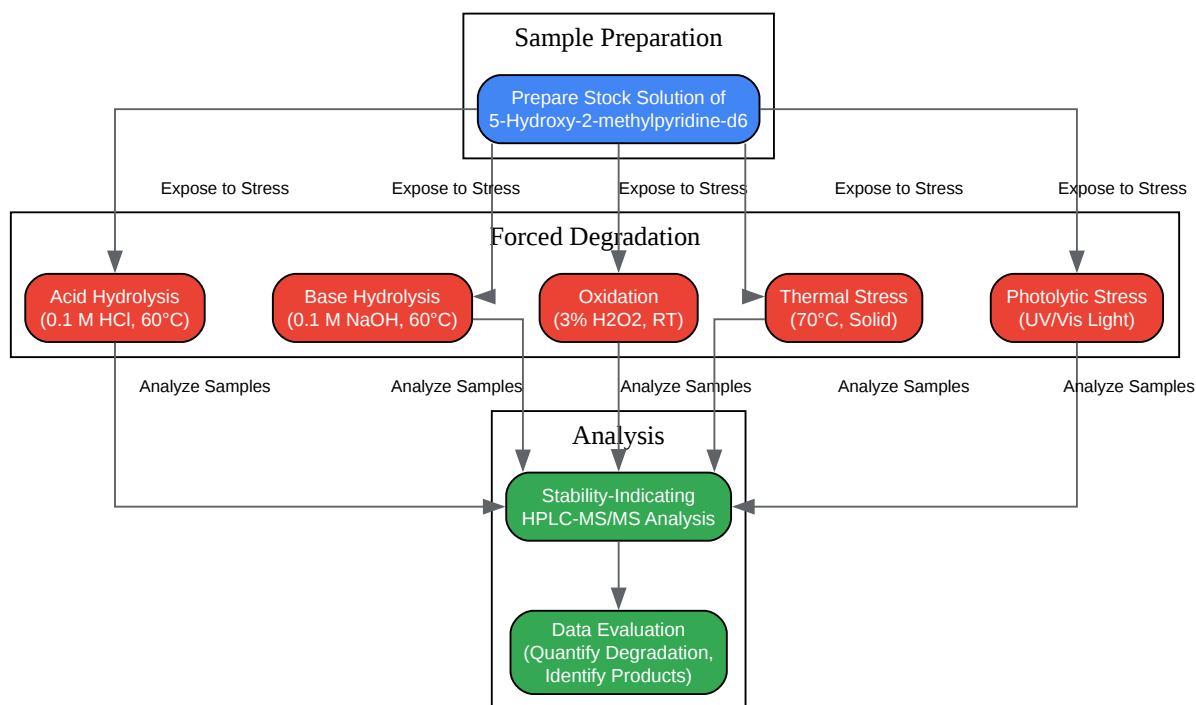 Sample Preparation
Prepare Stock Solution of
5-Hydroxy-2-methylpyridine-d6
Expose to Stress
Expose to Stress
Expose to Stress
Expose to Stress
Expose to Stress
Forced Degradation
Acid Hydrolysis
(0.1 M HCl, 60°C)
Base Hydrolysis
(0.1 M NaOH, 60°C)
Oxidation
(3% H2O2, RT)
Thermal Stress
(70°C, Solid)
Photolytic Stress
(UV/Vis Light)
Analyze Samples
Analyze Samples
Analyze Samples
Analyze Samples
Analyze Samples
Analysis
Stability-Indicating
HPLC-MS/MS Analysis
Data Evaluation
(Quantify Degradation,
Identify Products)